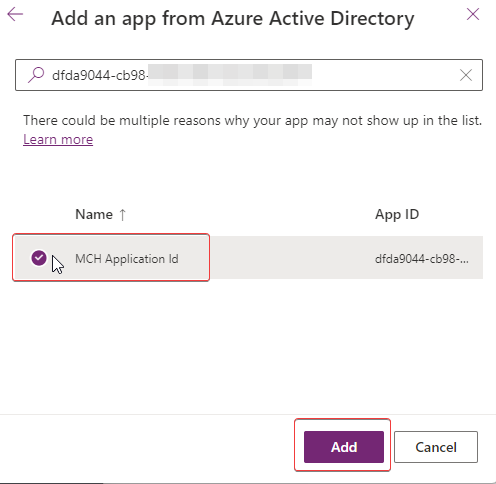 Add an app from Azure Active Directory
dfda9044-cb98-
There could be multiple reasons why your app may not show up in the list.
Learn more
Name ↑ App ID
MCH Application Id dfda9044-cb98-...
Add Cancel